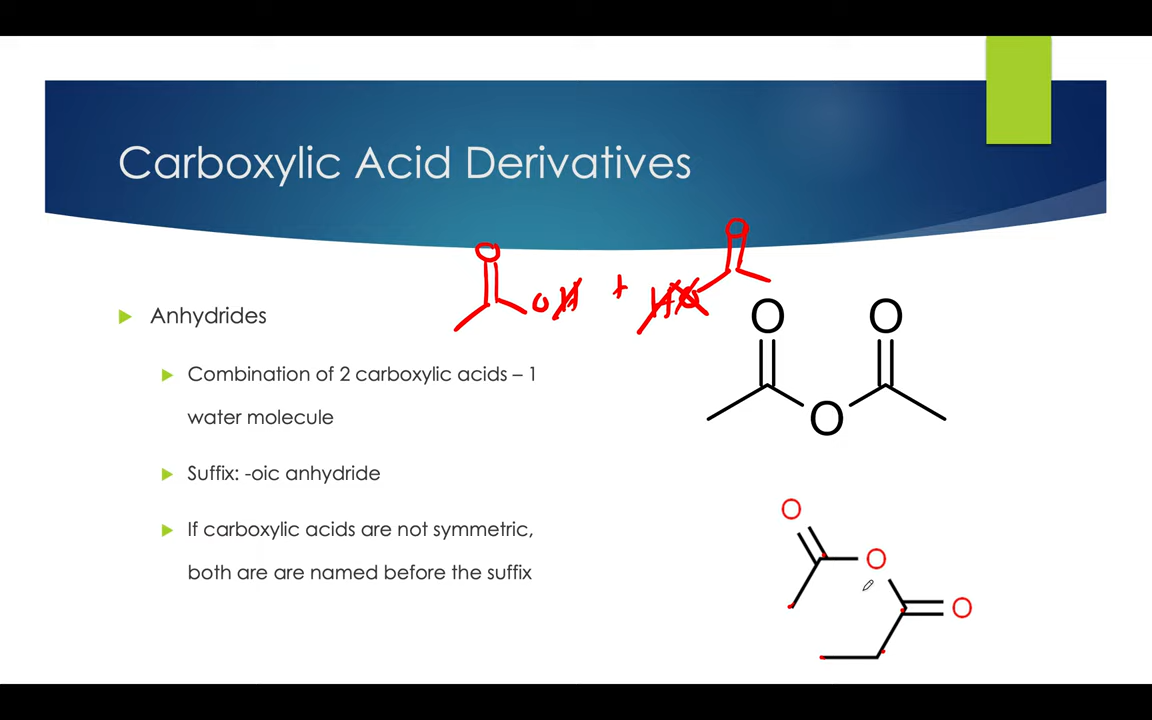 Carboxylic Acid Derivatives
O
O
OH + HO
Anhydrides
O O
Combination of 2 carboxylic acids – 1
water molecule
O
Suffix: -oic anhydride
O
If carboxylic acids are not symmetric,
both are are named before the suffix
O
O